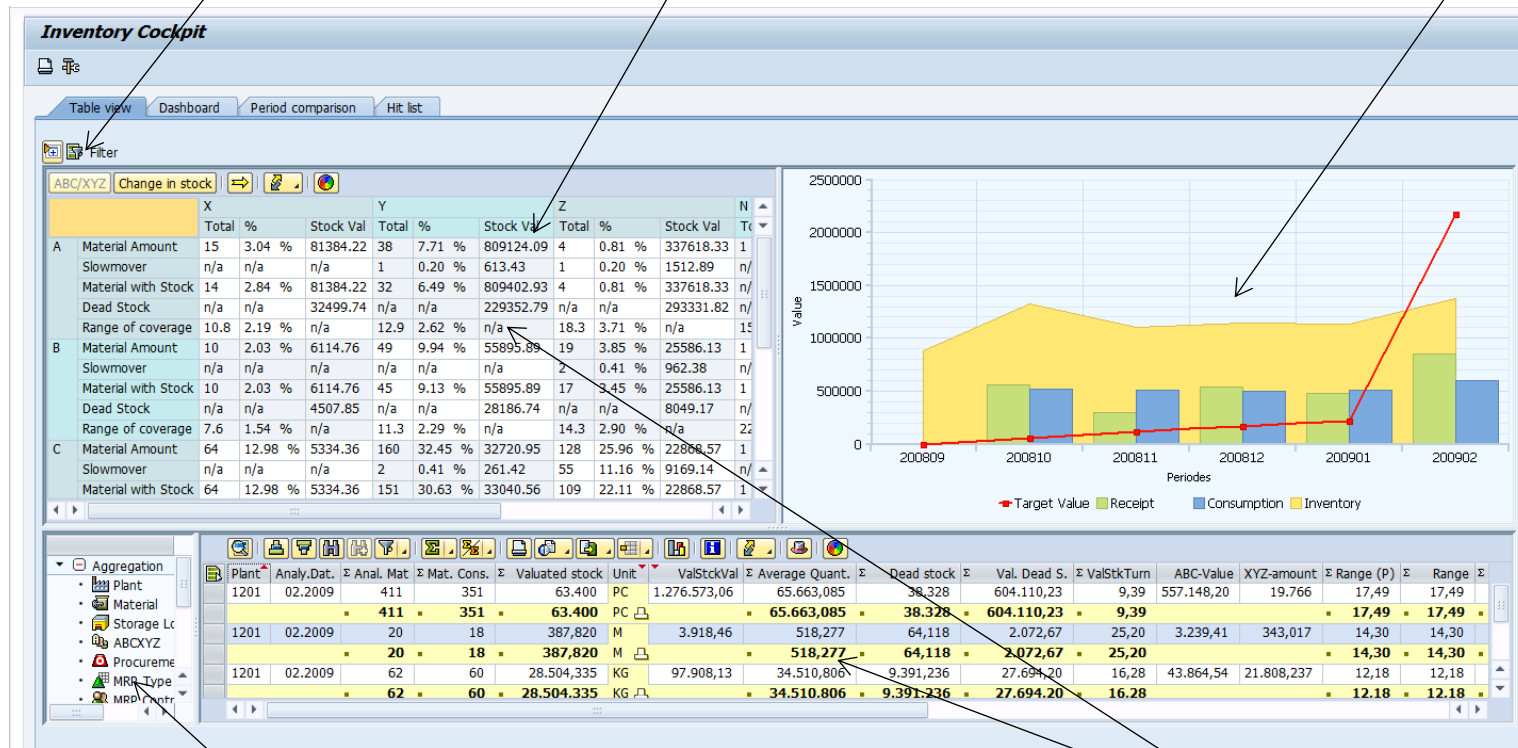 Inventory Cockpit
Table view Dashboard Period comparison Hit list
Filter
ABC/XYZ Change in stock
X Y Z N
Total % Stock Val Total % Stock Val Total % Stock Val
A Material Amount 15 3.04 % 81384.22 38 7.71 % 809124.09 4 0.81 % 337618.33 1
Slowmover n/a n/a n/a 1 0.20 % 613.43 1 0.20 % 1512.89 n/
Material with Stock 14 2.84 % 81384.22 32 6.49 % 809402.93 4 0.81 % 337618.33 n/
Dead Stock n/a n/a 32499.74 n/a n/a 229352.79 n/a n/a 293331.82 n/
Range of coverage 10.8 2.19 % n/a 12.9 2.62 % n/a 18.3 3.71 % n/a 15
B Material Amount 10 2.03 % 6114.76 49 9.94 % 55895.89 19 3.85 % 25586.13 1
Slowmover n/a n/a n/a n/a n/a n/a 2 0.41 % 962.38 n/
Material with Stock 10 2.03 % 6114.76 45 9.13 % 55895.89 17 3.45 % 25586.13 1
Dead Stock n/a n/a 4507.85 n/a n/a 28186.74 n/a n/a 8049.17 n/
Range of coverage 7.6 1.54 % n/a 11.3 2.29 % n/a 14.3 2.90 % n/a 22
C Material Amount 64 12.98 % 5334.36 160 32.45 % 32720.95 128 25.96 % 22868.57 1
Slowmover n/a n/a n/a 2 0.41 % 261.42 55 11.16 % 9169.14 n/
Material with Stock 64 12.98 % 5334.36 151 30.63 % 33040.56 109 22.11 % 22868.57 1
2500000
2000000
1500000
1000000
500000
0
Value
200809 200810 200811 200812 200901 200902
Periodes
Target Value Receipt Consumption Inventory
Aggregation
Plant
Material
Storage Lc
ABCXYZ
Procureme
MRP Type
MRP Contr
Plant Analy.Dat. Σ Anal. Mat Σ Mat. Cons. Σ Valuated stock Unit ValStckVal Σ Average Quant. Σ Dead stock Σ Val. Dead S. Σ ValStkTurn ABC-Value XYZ-amount Σ Range (P) Σ Range Σ
1201 02.2009 411 351 63.400 PC 1.276.573,06 65.663,085 38,328 604.110,23 9,39 557.148,20 19.766 17,49 17,49
411 351 63.400 PC 65.663,085 38.328 604.110,23 9,39 17,49 17,49
1201 02.2009 20 18 387,820 M 3.918,46 518,277 64,118 2.072,67 25,20 3.239,41 343,017 14,30 14,30
20 18 387,820 M 518,277 64,118 2.072,67 25,20 14,30 14,30
1201 02.2009 62 60 28.504,335 KG 97.908,13 34.510,806 9.391,236 27.694,20 16,28 43.864,54 21.808,237 12,18 12,18
62 60 28.504.335 KG 34.510.806 9.391.236 27.694.20 16.28 12.18 12.18